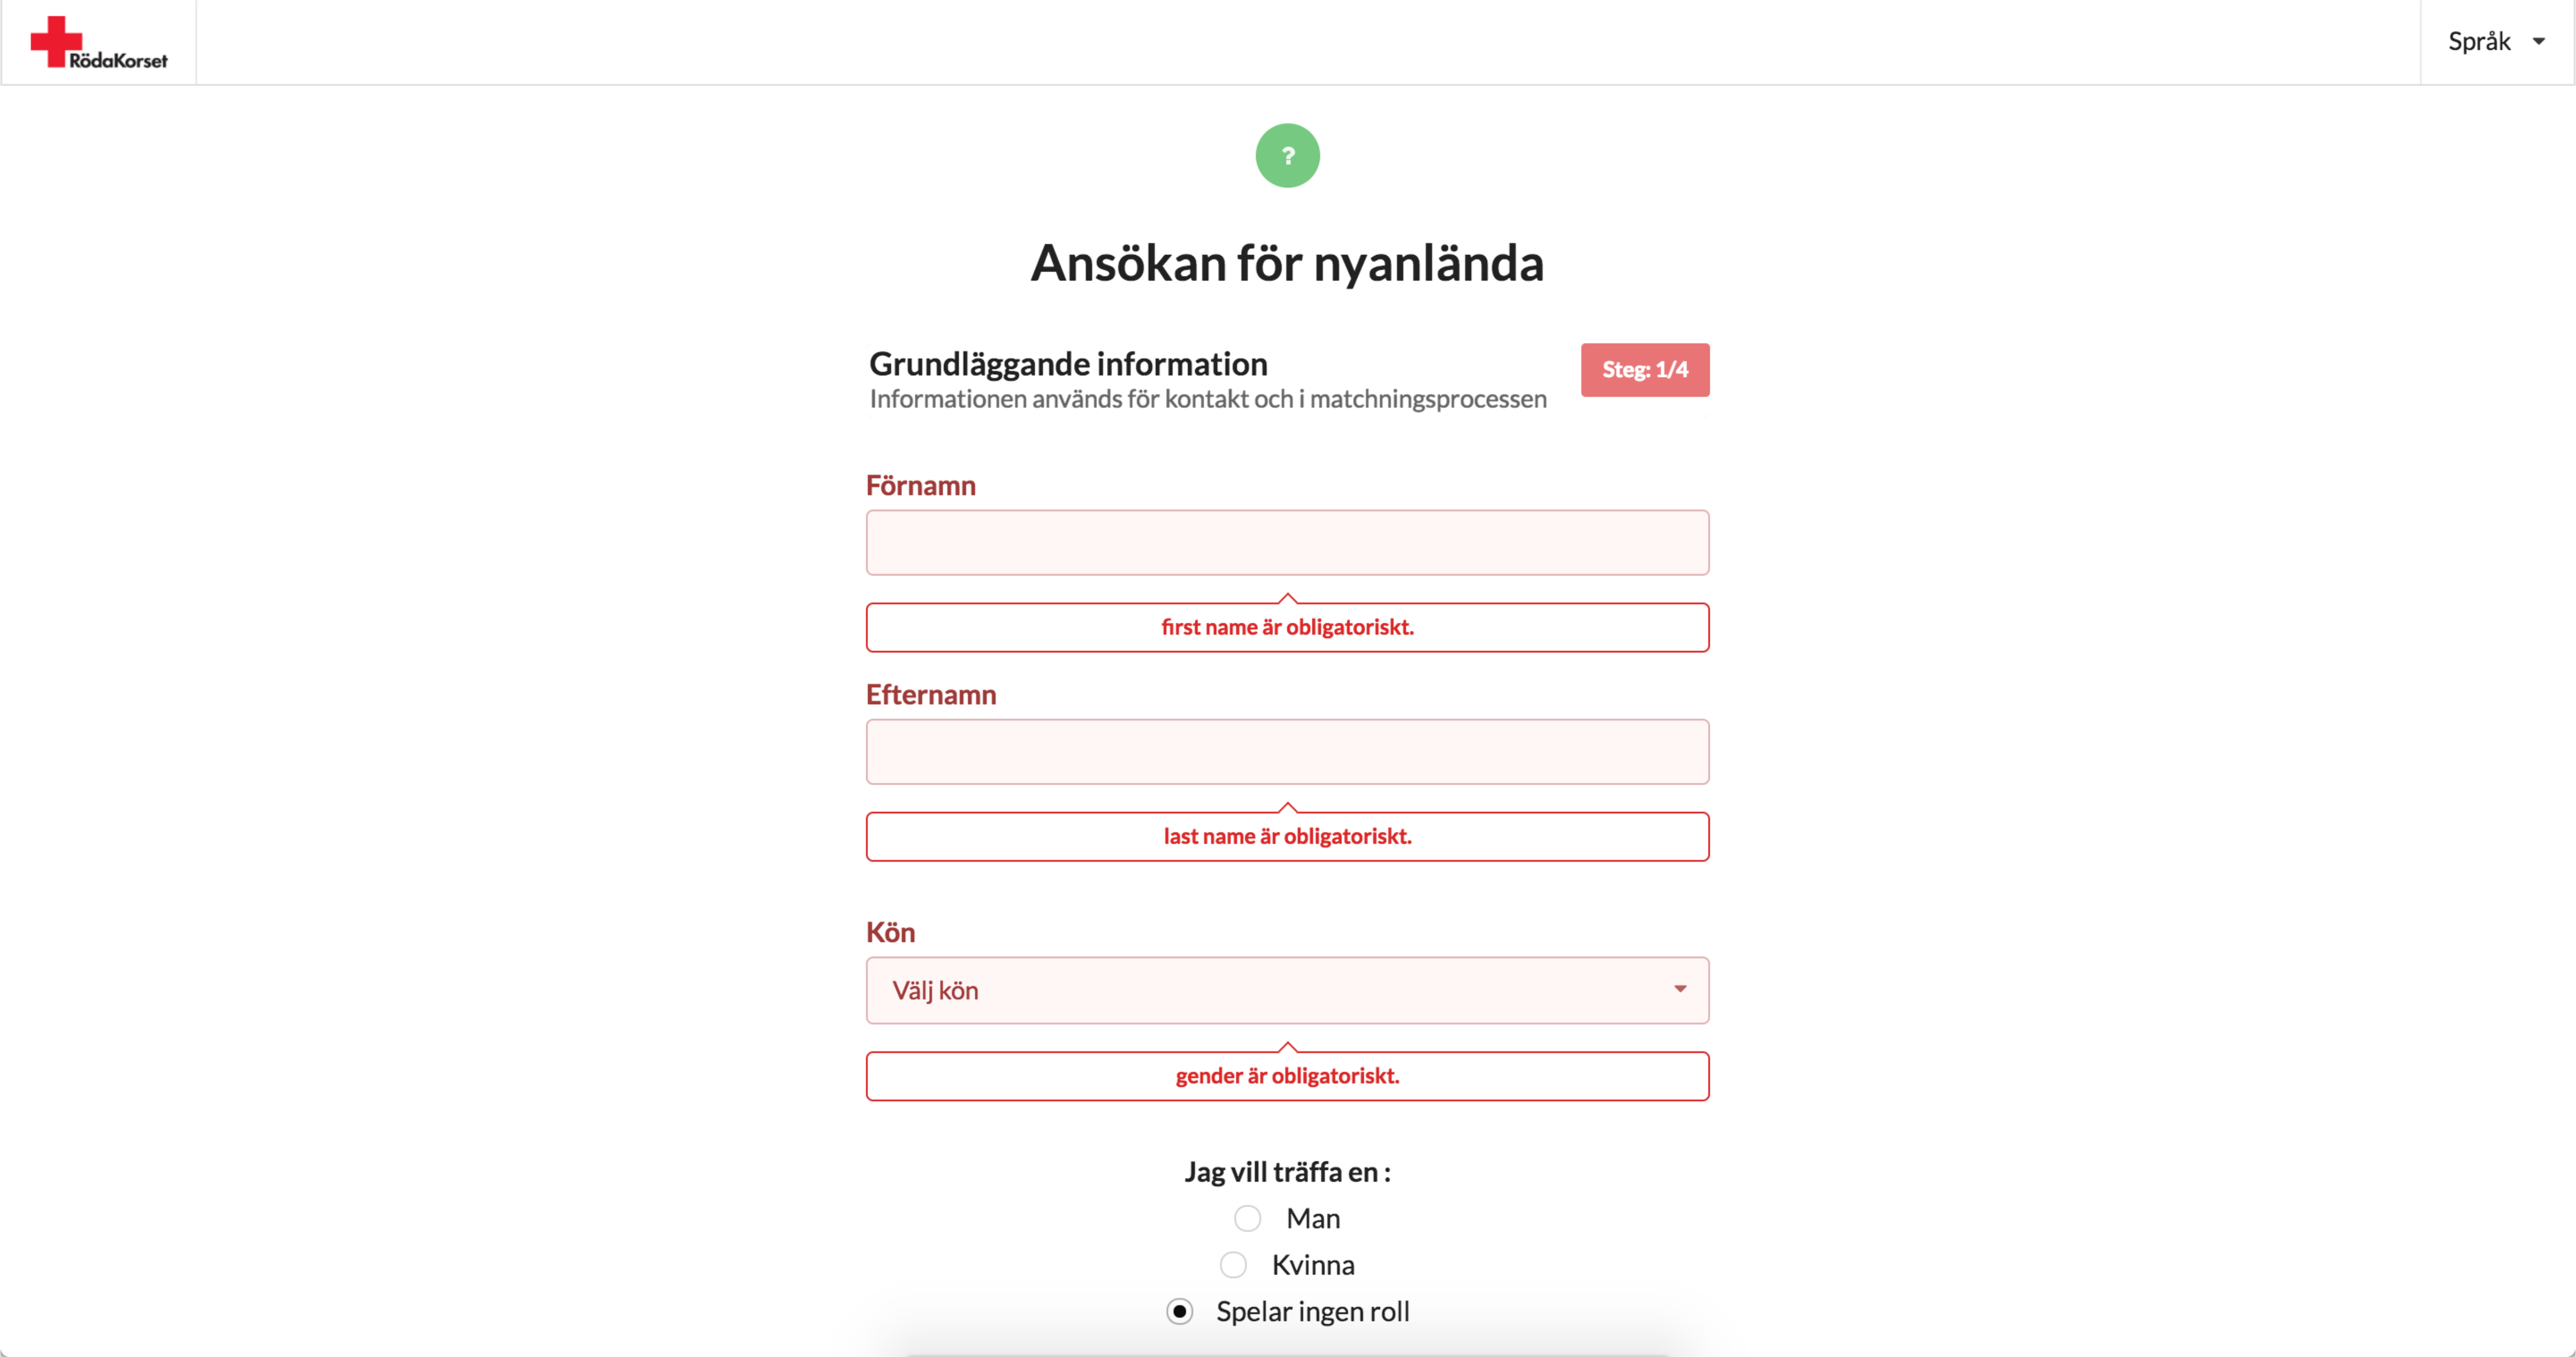 RödaKorset
Språk
?
Ansökan för nyanlända
Grundläggande information
Steg: 1/4
Informationen används för kontakt och i matchningsprocessen
Förnamn
first name är obligatoriskt.
Efternamn
last name är obligatoriskt.
Kön
Välj kön
gender är obligatoriskt.
Jag vill träffa en :
Man
Kvinna
Spelar ingen roll